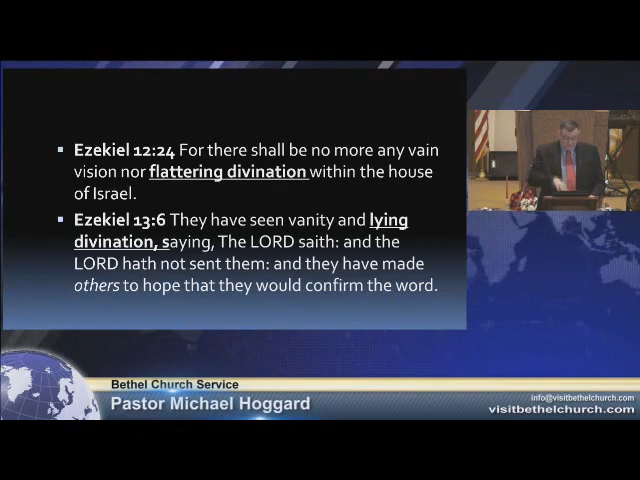 ▪ Ezekiel 12:24 For there shall be no more any vain
vision nor flattering divination within the house
of Israel.
▪ Ezekiel 13:6 They have seen vanity and lying
divination, saying, The LORD saith: and the
LORD hath not sent them: and they have made
others to hope that they would confirm the word.
Bethel Church Service
Pastor Michael Hoggard
info@visitbethelchurch.com
visitbethelchurch.com